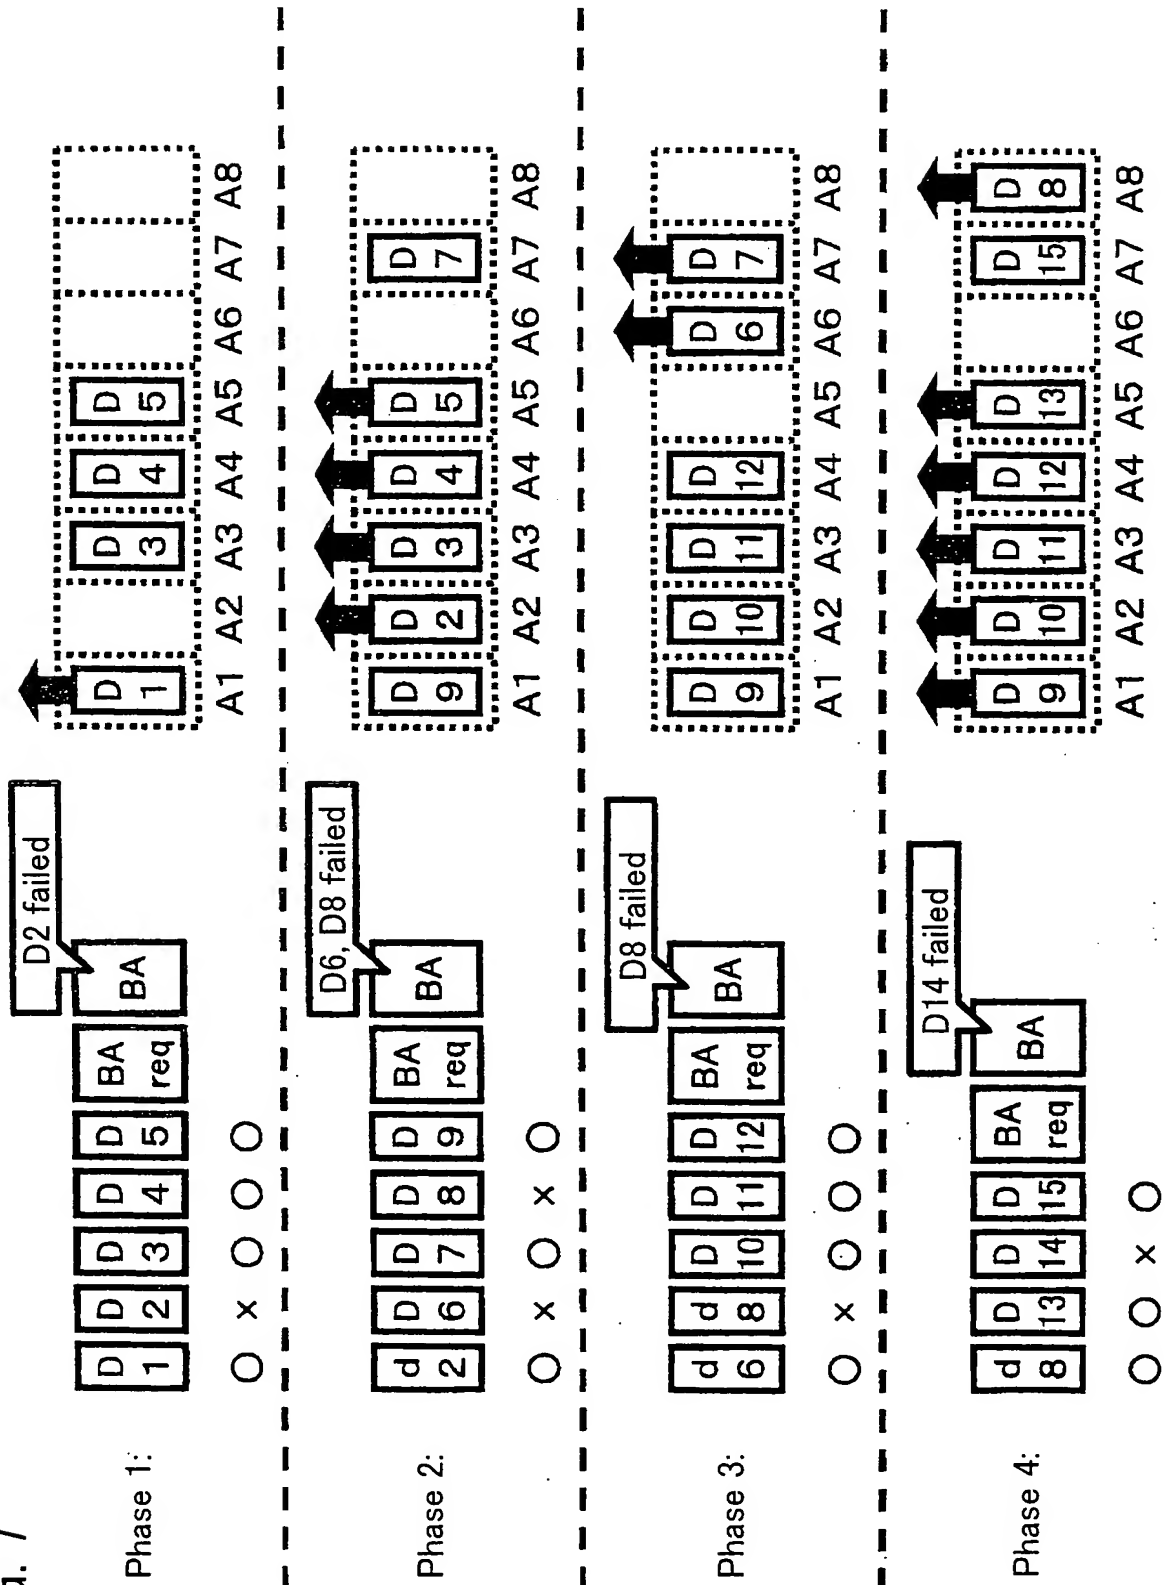 Phase 1:
D 1
D 2
D 3
D 4
D 5
BA req
BA
D2 failed
O x O O O
D 1
D 3
D 4
D 5
A1 A2 A3 A4 A5 A6 A7 A8
Phase 2:
d 2
D 6
D 7
D 8
D 9
BA req
BA
D6, D8 failed
O x O x O
D 9
D 2
D 3
D 4
D 5
D 7
A1 A2 A3 A4 A5 A6 A7 A8
Phase 3:
d 6
d 8
D 10
D 11
D 12
BA req
BA
D8 failed
O x O O O
D 9
D 10
D 11
D 12
D 6
D 7
A1 A2 A3 A4 A5 A6 A7 A8
Phase 4:
d 8
D 13
D 14
D 15
BA req
BA
D14 failed
O O x O
D 9
D 10
D 11
D 12
D 13
D 15
D 8
A1 A2 A3 A4 A5 A6 A7 A8